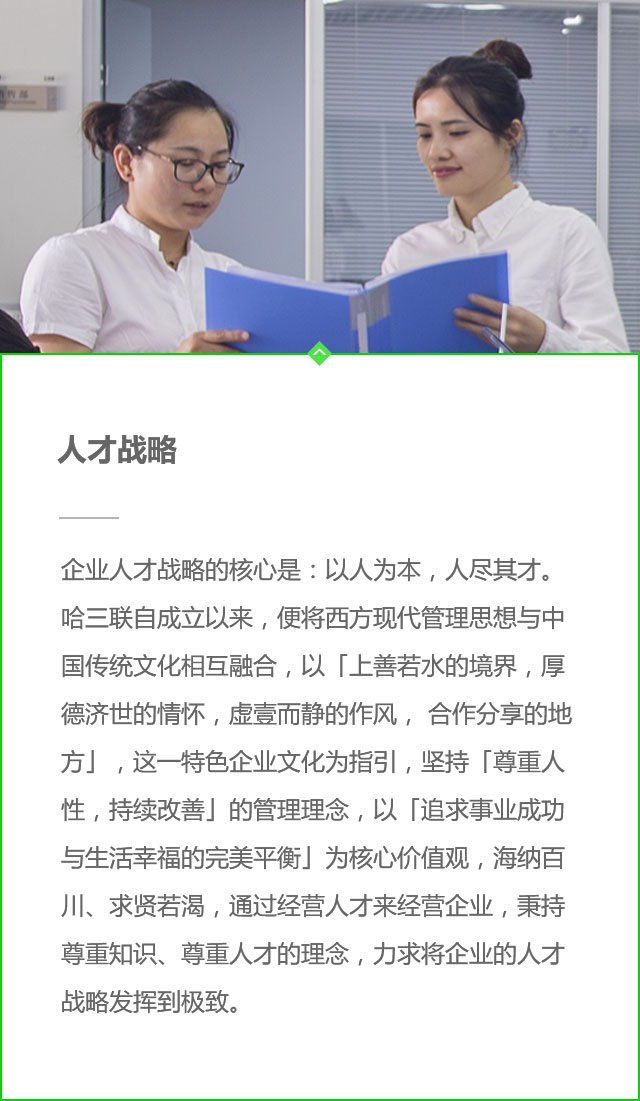 售部
人才战略
企业人才战略的核心是：以人为本，人尽其才。
哈三联自成立以来，便将西方现代管理思想与中
国传统文化相互融合，以「上善若水的境界，厚
德济世的情怀，虚壹而静的作风， 合作分享的地
方」，这一特色企业文化为指引，坚持「尊重人
性，持续改善」的管理理念，以「追求事业成功
与生活幸福的完美平衡」为核心价值观，海纳百
川、求贤若渴，通过经营人才来经营企业，秉持
尊重知识、尊重人才的理念，力求将企业的人才
战略发挥到极致。